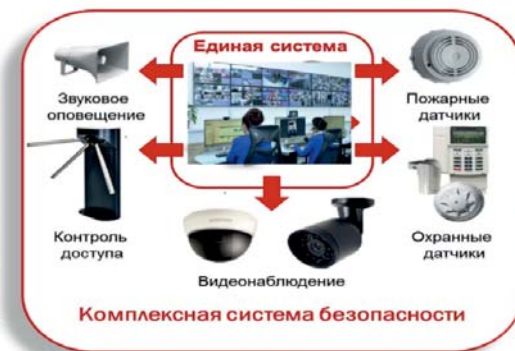 Единая система
Звуковое
оповещение
Пожарные
датчики
Контроль
доступа
Охранные
датчики
Видеонаблюдение
Комплексная система безопасности